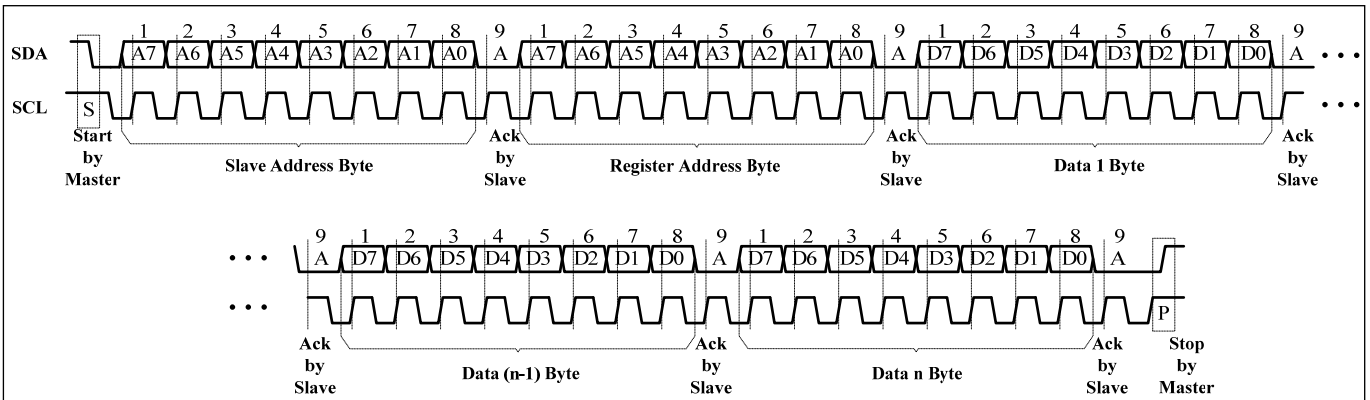 1 2 3 4 5 6 7 8 9 1 2 3 4 5 6 7 8 9 1 2 3 4 5 6 7 8 9
SDA A7 A6 A5 A4 A3 A2 A1 A0 A A7 A6 A5 A4 A3 A2 A1 A0 A D7 D6 D5 D4 D3 D2 D1 D0 A • • •
SCL S • • •
Start by Master
Slave Address Byte
Ack by Slave
Register Address Byte
Ack by Slave
Data 1 Byte
Ack by Slave
9 1 2 3 4 5 6 7 8 9 1 2 3 4 5 6 7 8 9
• • • A D7 D6 D5 D4 D3 D2 D1 D0 A D7 D6 D5 D4 D3 D2 D1 D0 A
• • • P
Ack by Slave
Data (n-1) Byte
Ack by Slave
Data n Byte
Ack by Slave
Stop by Master